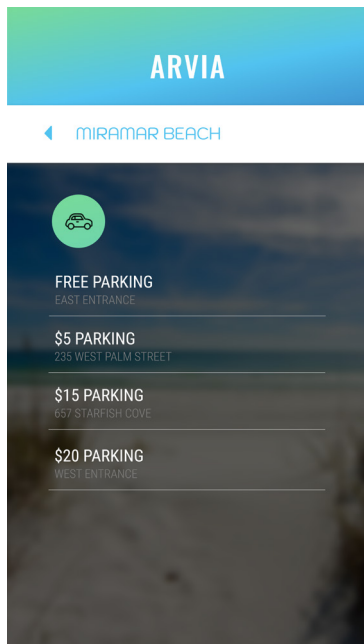 ARVIA
MIRAMAR BEACH
FREE PARKING
EAST ENTRANCE
$5 PARKING
235 WEST PALM STREET
$15 PARKING
657 STARFISH COVE
$20 PARKING
WEST ENTRANCE